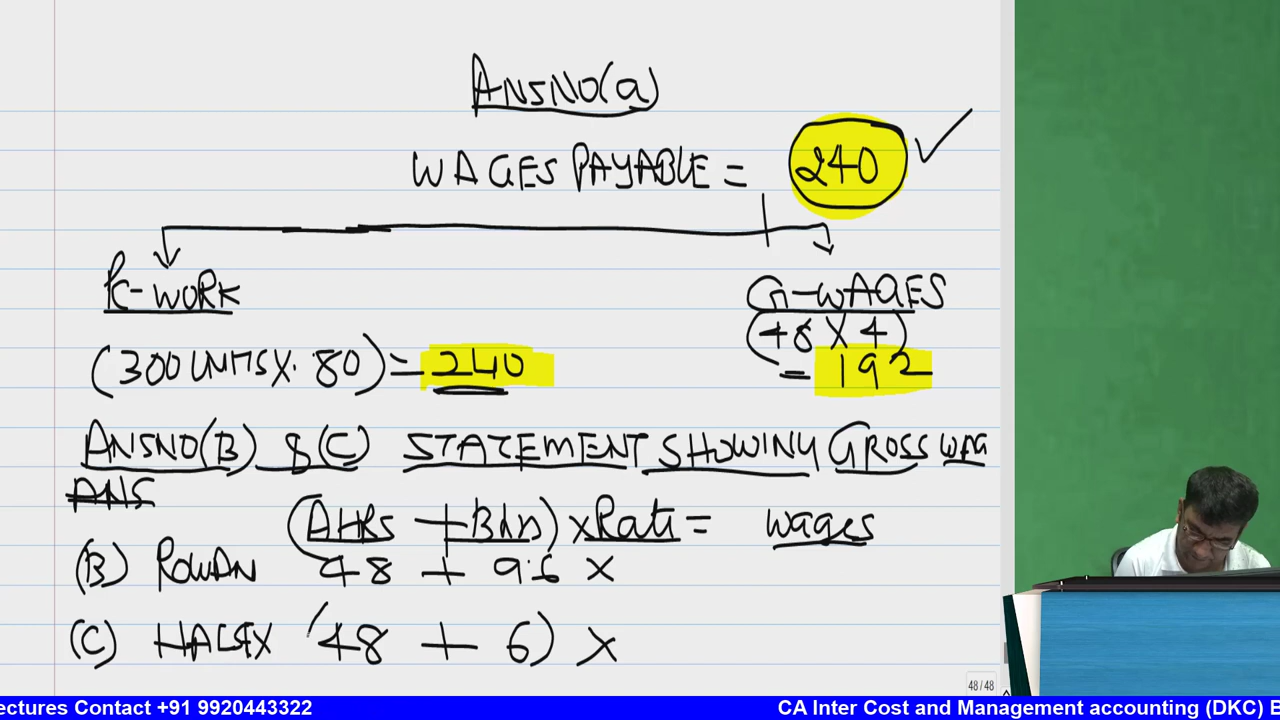 ANSNO(a)
WAGES PAYABLE = 240 ✓
PC-WORK
G-WAGES
(48 X 4)
(300 UNITS X .80) = 240
= 192
ANSNO(B) &(C) STATEMENT SHOWING GROSS WAG
ANS
(AHRS + BHRS) x Rate = wages
(B) ROWAN 48 + 9.6 X
(C) HALSEX (48 + 6) X
48 / 48
ectures Contact +91 9920443322
CA Inter Cost and Management accounting (DKC) E